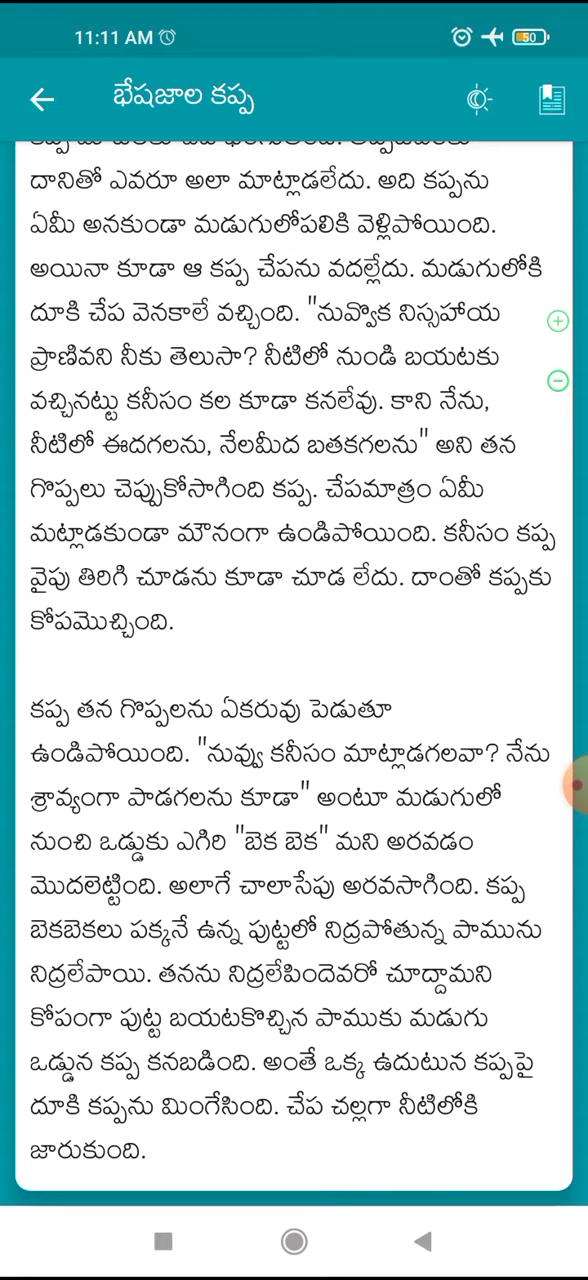 11:11 AM
50
భేషజాల కప్ప
దానితో ఎవరూ అలా మాట్లాడలేదు. అది కప్పను
ఏమీ అనకుండా మడుగులోపలికి వెళ్లిపోయింది.
అయినా కూడా ఆ కప్ప చేపను వదల్లేదు. మడుగులోకి
దూకి చేప వెనకాలే వచ్చింది. "నువ్వొక నిస్సహాయ
ప్రాణివని నీకు తెలుసా? నీటిలో నుండి బయటకు
వచ్చినట్టు కనీసం కల కూడా కనలేవు. కాని నేను,
నీటిలో ఈదగలను, నేలమీద బతకగలను" అని తన
గొప్పలు చెప్పుకోసాగింది కప్ప. చేపమాత్రం ఏమీ
మట్లాడకుండా మౌనంగా ఉండిపోయింది. కనీసం కప్ప
వైపు తిరిగి చూడను కూడా చూడ లేదు. దాంతో కప్పకు
కోపమొచ్చింది.
కప్ప తన గొప్పలను ఏకరువు పెడుతూ
ఉండిపోయింది. "నువ్వు కనీసం మాట్లాడగలవా? నేను
శ్రావ్యంగా పాడగలను కూడా" అంటూ మడుగులో
నుంచి ఒడ్డుకు ఎగిరి "బెక బెక" మని అరవడం
మొదలెట్టింది. అలాగే చాలాసేపు అరవసాగింది. కప్ప
బెకబెకలు పక్కనే ఉన్న పుట్టలో నిద్రపోతున్న పామును
నిద్రలేపాయి. తనను నిద్రలేపిందెవరో చూద్దామని
కోపంగా పుట్ట బయటకొచ్చిన పాముకు మడుగు
ఒడ్డున కప్ప కనబడింది. అంతే ఒక్క ఉదుటున కప్పపై
దూకి కప్పను మింగేసింది. చేప చల్లగా నీటిలోకి
జారుకుంది.